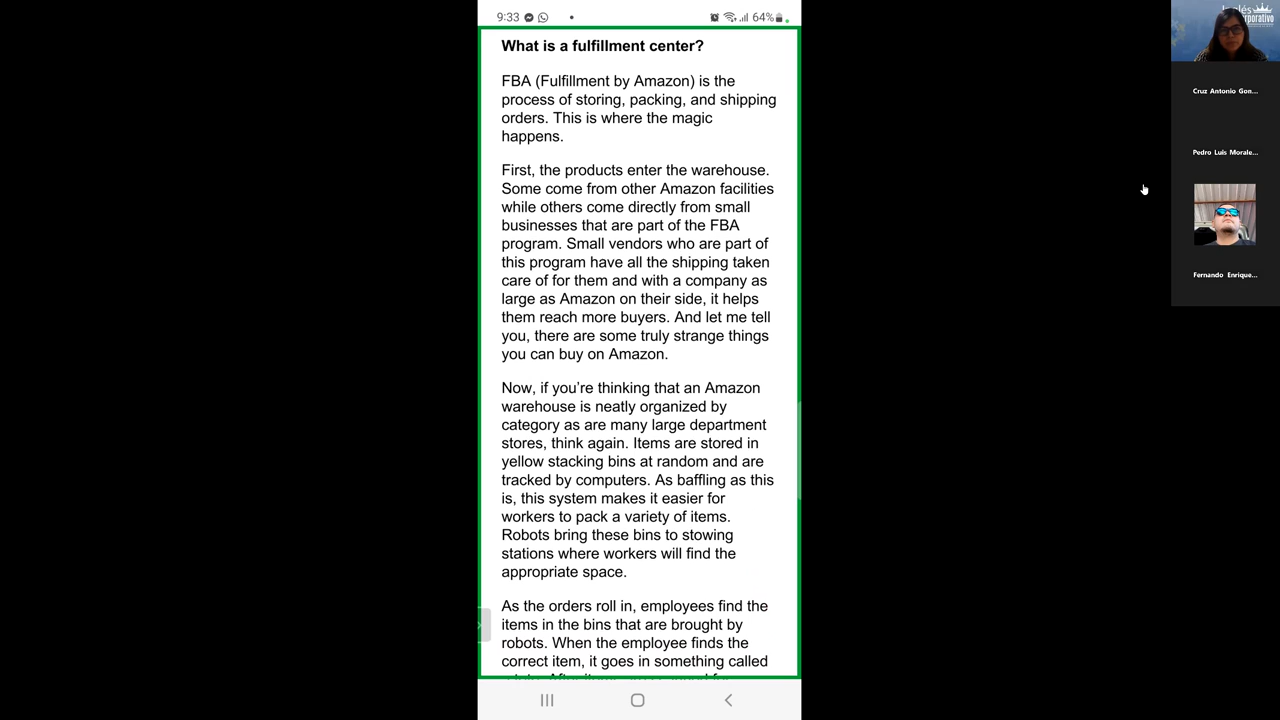 9:33
64%
What is a fulfillment center?
FBA (Fulfillment by Amazon) is the
process of storing, packing, and shipping
orders. This is where the magic
happens.
First, the products enter the warehouse.
Some come from other Amazon facilities
while others come directly from small
businesses that are part of the FBA
program. Small vendors who are part of
this program have all the shipping taken
care of for them and with a company as
large as Amazon on their side, it helps
them reach more buyers. And let me tell
you, there are some truly strange things
you can buy on Amazon.
Now, if you’re thinking that an Amazon
warehouse is neatly organized by
category as are many large department
stores, think again. Items are stored in
yellow stacking bins at random and are
tracked by computers. As baffling as this
is, this system makes it easier for
workers to pack a variety of items.
Robots bring these bins to stowing
stations where workers will find the
appropriate space.
As the orders roll in, employees find the
items in the bins that are brought by
robots. When the employee finds the
correct item, it goes in something called
Cruz Antonio Gon...
Pedro Luis Morale...
Fernando Enrique...